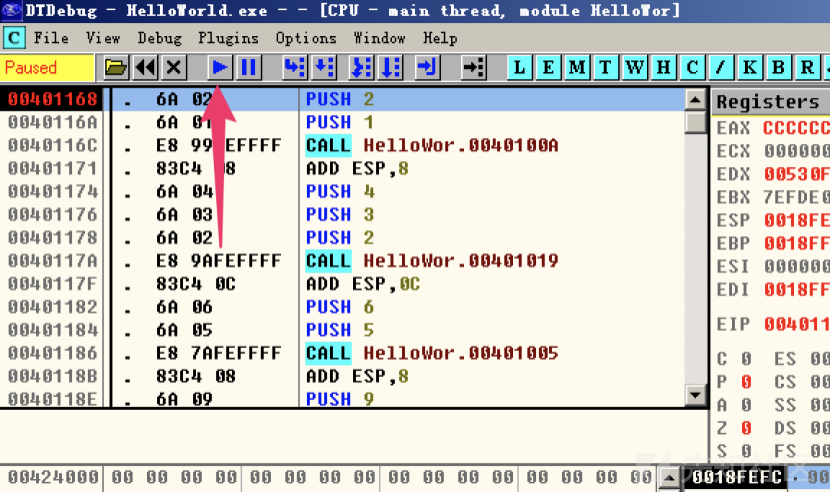 DTDebug - HelloWorld.exe - - [CPU - main thread, module HelloWor]
C File View Debug Plugins Options Window Help
Paused L E M T W H C / K B R
00401168 . 6A 02 PUSH 2
0040116A . 6A 01 PUSH 1
0040116C . E8 99 EFFFF CALL HelloWor.0040100A
00401171 . 83C4 08 ADD ESP,8
00401174 . 6A 04 PUSH 4
00401176 . 6A 03 PUSH 3
00401178 . 6A 02 PUSH 2
0040117A . E8 9AFEFFFF CALL HelloWor.00401019
0040117F . 83C4 0C ADD ESP,0C
00401182 . 6A 06 PUSH 6
00401184 . 6A 05 PUSH 5
00401186 . E8 7AFEFFFF CALL HelloWor.00401005
0040118B . 83C4 08 ADD ESP,8
0040118E . 6A 09 PUSH 9
Registers
EAX CCCCCC
ECX 000000
EDX 00530F
EBX 7EFDE0
ESP 0018FE
EBP 0018FF
ESI 000000
EDI 0018FF
EIP 004011
C 0 ES 00
P 0 CS 00
A 0 SS 00
Z 0 DS 00
S 0 FS 00
00424000 00 00 00 00 00 00 00 00 00 00 00 00 00 00 00 0018FEFC 00